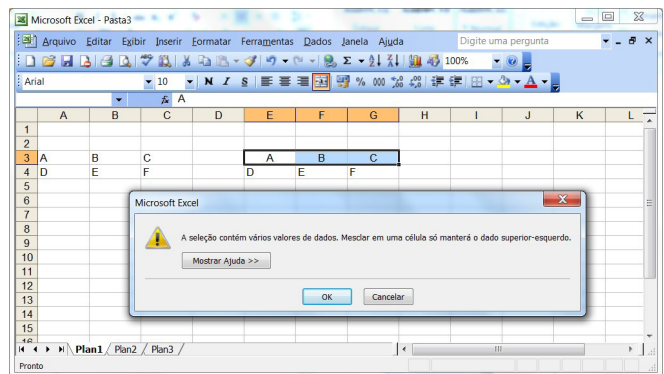 Microsoft Excel - Pasta3
Arquivo Editar Exibir Inserir Formatar Ferramentas Dados Janela Ajuda Digite uma pergunta
100%
Arial 10 N I S % 000
fx A
A B C D E F G H I J K L
1
2
3 A B C A B C
4 D E F D E F
5
6
7
8
9
10
11
12
13
14
15
16
Microsoft Excel
A seleção contém vários valores de dados. Mesclar em uma célula só manterá o dado superior-esquerdo.
Mostrar Ajuda >>
OK Cancelar
Plan1 / Plan2 / Plan3 /
Pronto